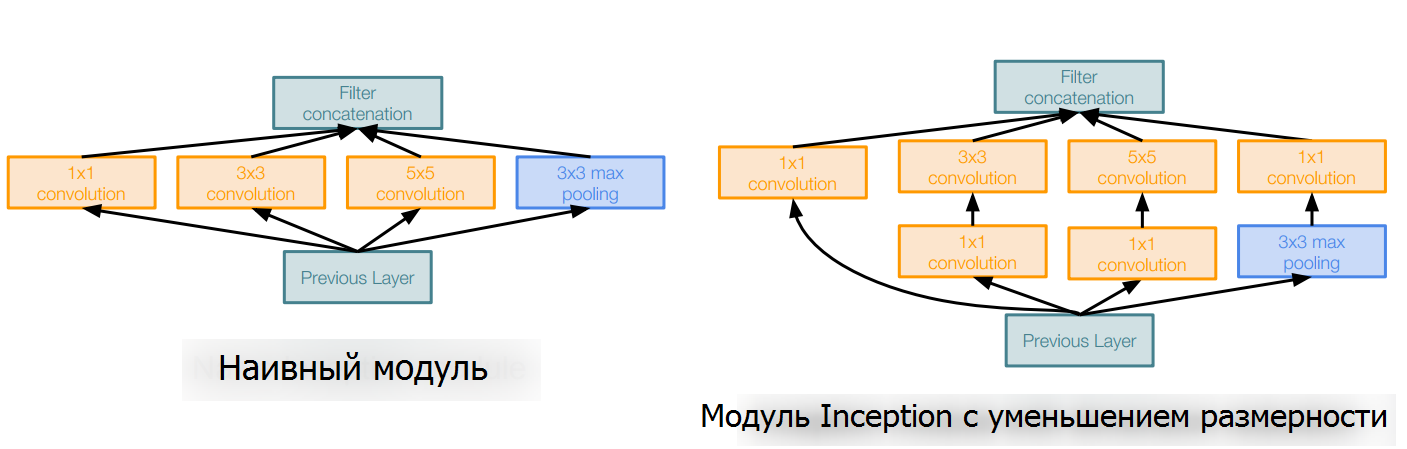 Filter
concatenation
1x1
convolution
3x3
convolution
5x5
convolution
3x3 max
pooling
Previous Layer
Наивный модуль
Filter
concatenation
1x1
convolution
3x3
convolution
5x5
convolution
1x1
convolution
1x1
convolution
1x1
convolution
3x3 max
pooling
Previous Layer
Модуль Inception с уменьшением размерности